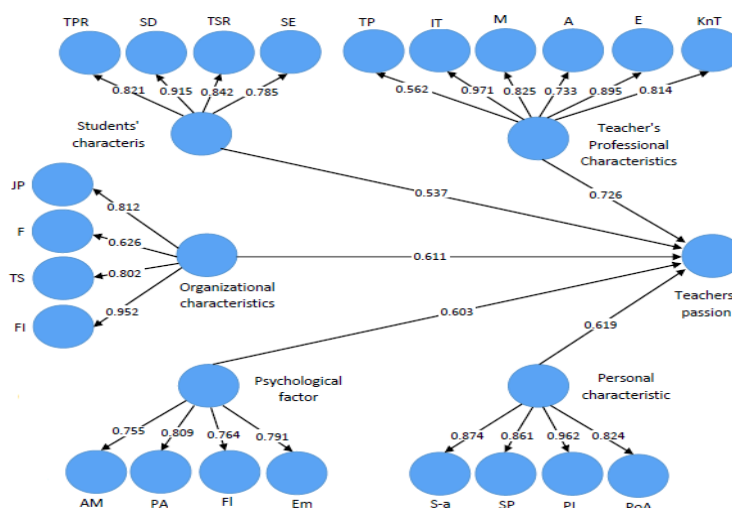 TPR SD TSR SE TP IT M A E KnT
0.821 0.915 0.842 0.785 0.562 0.971 0.825 0.733 0.895 0.814
Students'
characteris
Teacher's
Professional
Characteristics
JP
0.812
0.537
0.726
F
0.626
0.611
TS
0.802
Organizational
characteristics
Teachers
passion
FI
0.952
0.603
0.619
Psychological
factor
Personal
characteristic
0.755 0.809 0.764 0.791 0.874 0.861 0.962 0.824
AM PA Fl Em S-a SP